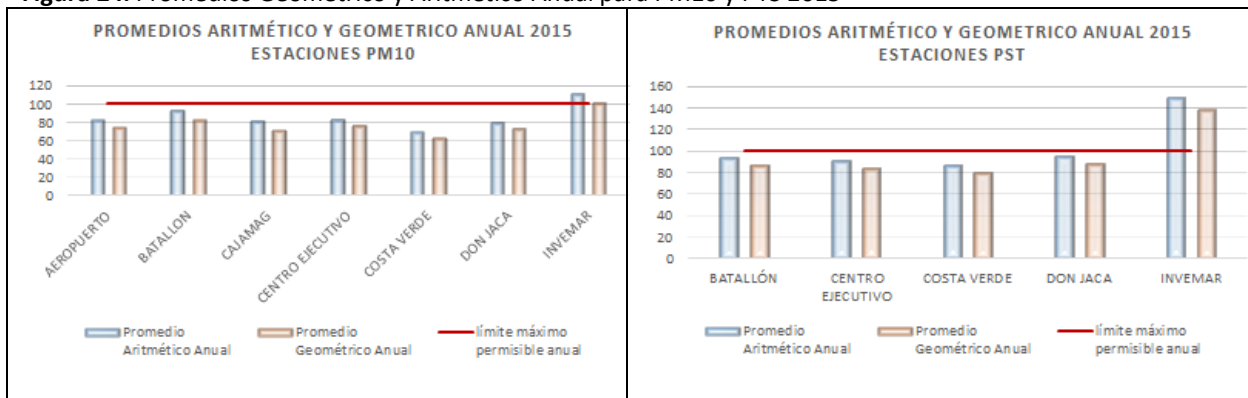 PROMEDIOS ARITMÉTICO Y GEOMETRICO ANUAL 2015
ESTACIONES PM10
120
100
80
60
40
20
0
AEROPUERTO
BATALLON
CAJAMAG
CENTRO EJECUTIVO
COSTA VERDE
DON JACA
INVEMAR
Promedio
Aritmético Anual
Promedio
Geométrico Anual
límite máximo
permisible anual
PROMEDIOS ARITMÉTICO Y GEOMETRICO ANUAL 2015
ESTACIONES PST
160
140
120
100
80
60
40
20
0
BATALLÓN
CENTRO
EJECUTIVO
COSTA VERDE
DON JACA
INVEMAR
Promedio
Aritmético Anual
Promedio
Geométrico Anual
límite máximo
permisible anual